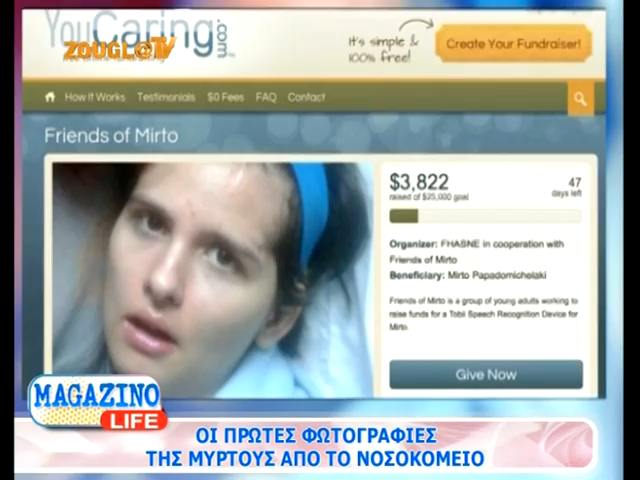 YouCaring.com
ZOUGL@TV
It's simple &
100% free!
Create Your Fundraiser!
How It Works Testimonials $0 Fees FAQ Contact
Friends of Mirto
$3,822
raised of $25,000 goal
47
days left
Organizer: FHASNE in cooperation with
Friends of Mirto
Beneficiary: Mirto Papadomichelaki
Friends of Mirto is a group of young adults working to
raise funds for a Tobii Speech Recognition Device for
Mirto.
Give Now
MAGAZINO
LIFE
ΟΙ ΠΡΩΤΕΣ ΦΩΤΟΓΡΑΦΙΕΣ
ΤΗΣ ΜΥΡΤΟΥΣ ΑΠΟ ΤΟ ΝΟΣΟΚΟΜΕΙΟ